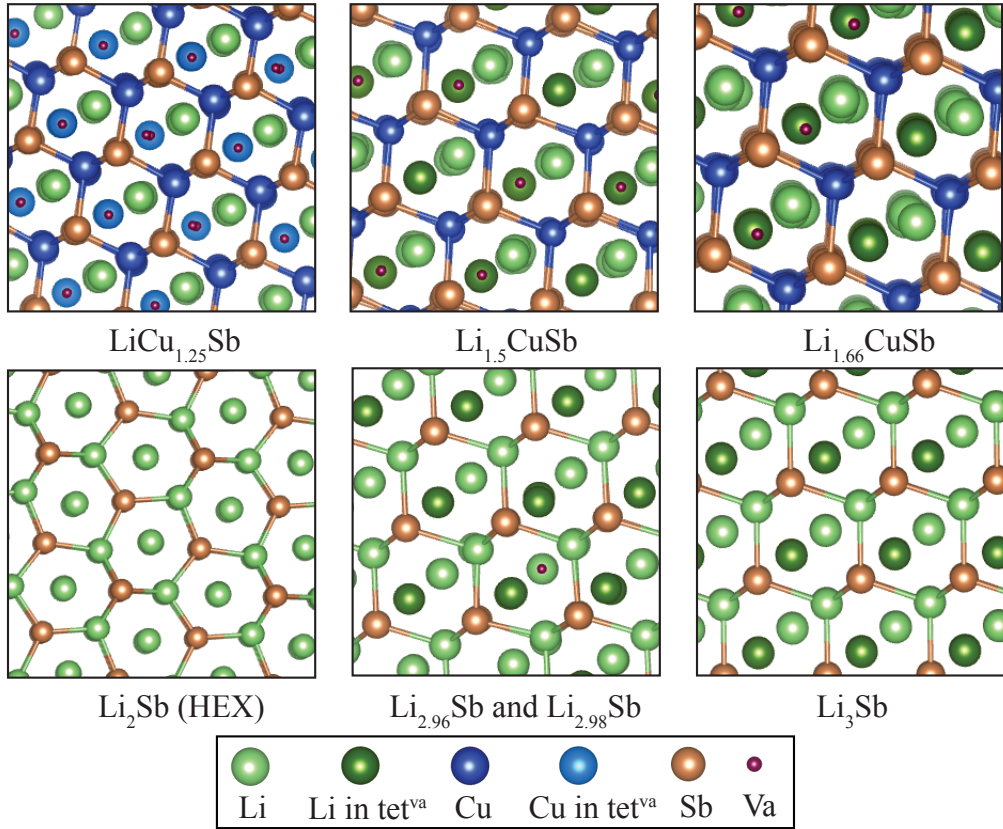 LiCu₁.₂₅Sb Li₁.₅CuSb Li₁.₆₆CuSb
Li₂Sb (HEX) Li₂.₉₆Sb and Li₂.₉₈Sb Li₃Sb
Li Li in tetᵛᵃ Cu Cu in tetᵛᵃ Sb Va